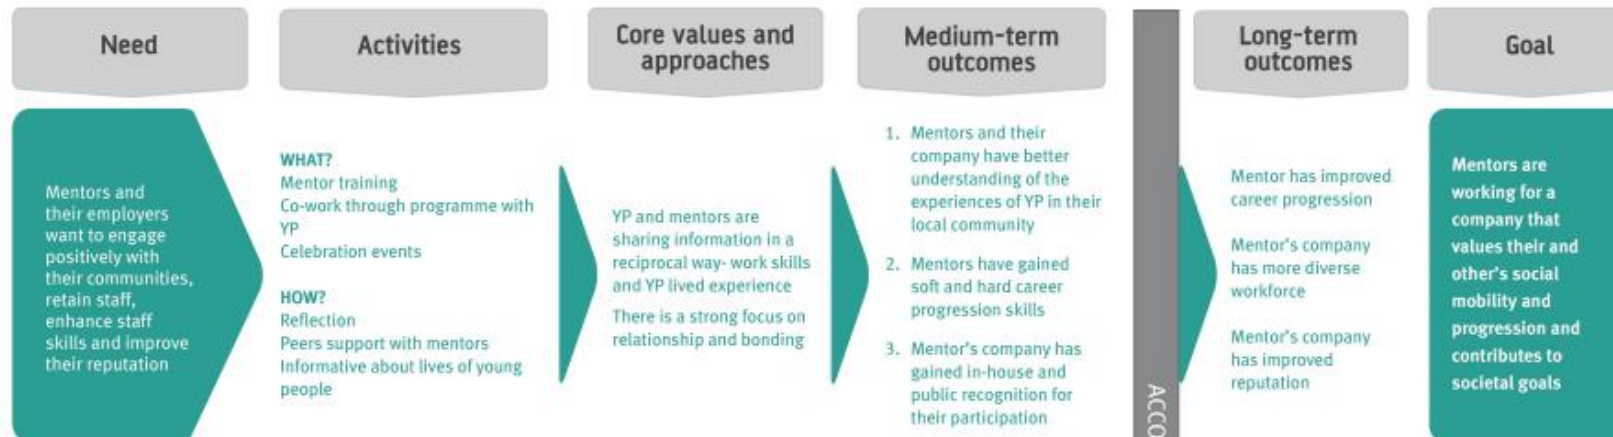 Need
Activities
Core values and
approaches
Medium-term
outcomes
Long-term
outcomes
Goal
Mentors and
their employers
want to engage
positively with
their communities,
retain staff,
enhance staff
skills and improve
their reputation
WHAT?
Mentor training
Co-work through programme with
YP
Celebration events
HOW?
Reflection
Peers support with mentors
Informative about lives of young
people
YP and mentors are
sharing information in a
reciprocal way- work skills
and YP lived experience
There is a strong focus on
relationship and bonding
1. Mentors and their
company have better
understanding of the
experiences of YP in their
local community
2. Mentors have gained
soft and hard career
progression skills
3. Mentor's company has
gained in-house and
public recognition for
their participation
ACCO
Mentor has improved
career progression
Mentor's company
has more diverse
workforce
Mentor's company
has improved
reputation
Mentors are
working for a
company that
values their and
other's social
mobility and
progression and
contributes to
societal goals